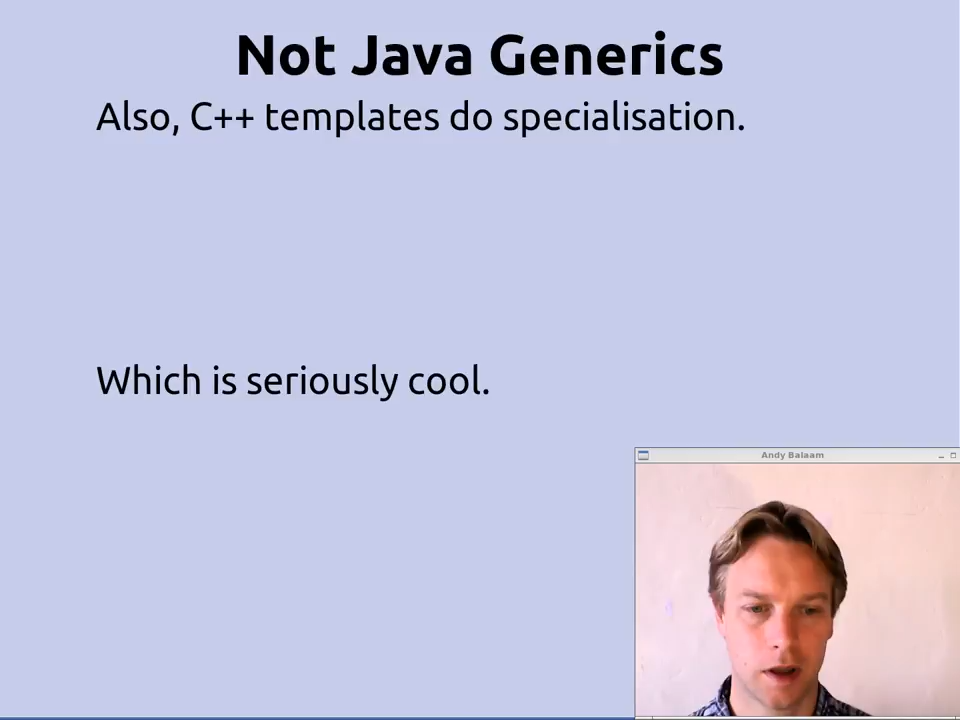 Not Java Generics
Also, C++ templates do specialisation.
Which is seriously cool.
Andy Balaam